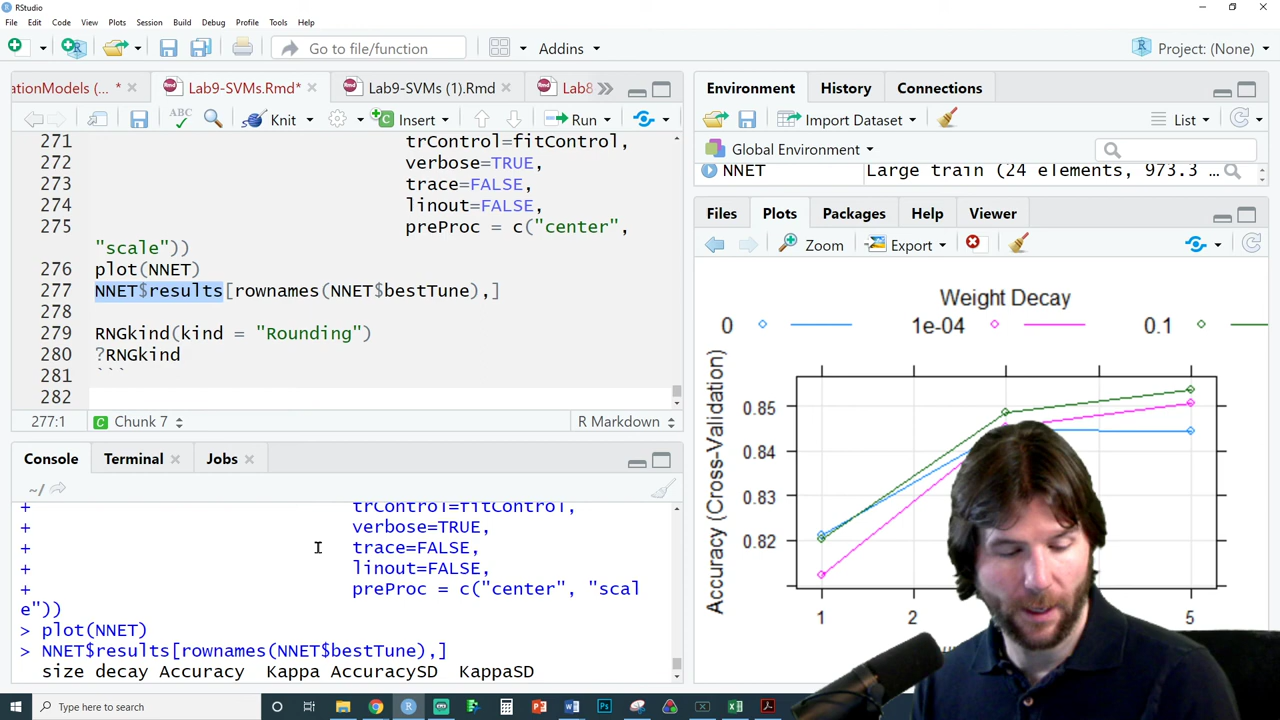 RStudio
File Edit Code View Plots Session Build Debug Profile Tools Help
Go to file/function Addins Project: (None)
ationModels (... * Lab9-SVMs.Rmd* Lab9-SVMs (1).Rmd Lab8
ABC Knit Insert Run
271 trControl=fitControl,
272 verbose=TRUE,
273 trace=FALSE,
274 linout=FALSE,
275 preProc = c("center",
"scale"))
276 plot(NNET)
277 NNET$results[rownames(NNET$bestTune),]
278
279 RNGkind(kind = "Rounding")
280 ?RNGkind
281 ```
282
277:1 Chunk 7 R Markdown
Console Terminal Jobs
~/
+ trControl=fitControl,
+ verbose=TRUE,
+ trace=FALSE,
+ linout=FALSE,
+ preProc = c("center", "scal
e"))
> plot(NNET)
> NNET$results[rownames(NNET$bestTune),]
size decay Accuracy Kappa AccuracySD KappaSD
Environment History Connections
Import Dataset List
Global Environment
NNET Large train (24 elements, 973.3 …
Files Plots Packages Help Viewer
Zoom Export
Weight Decay
0 1e-04 0.1
Accuracy (Cross-Validation)
0.85
0.84
0.83
0.82
1 2 5
Type here to search